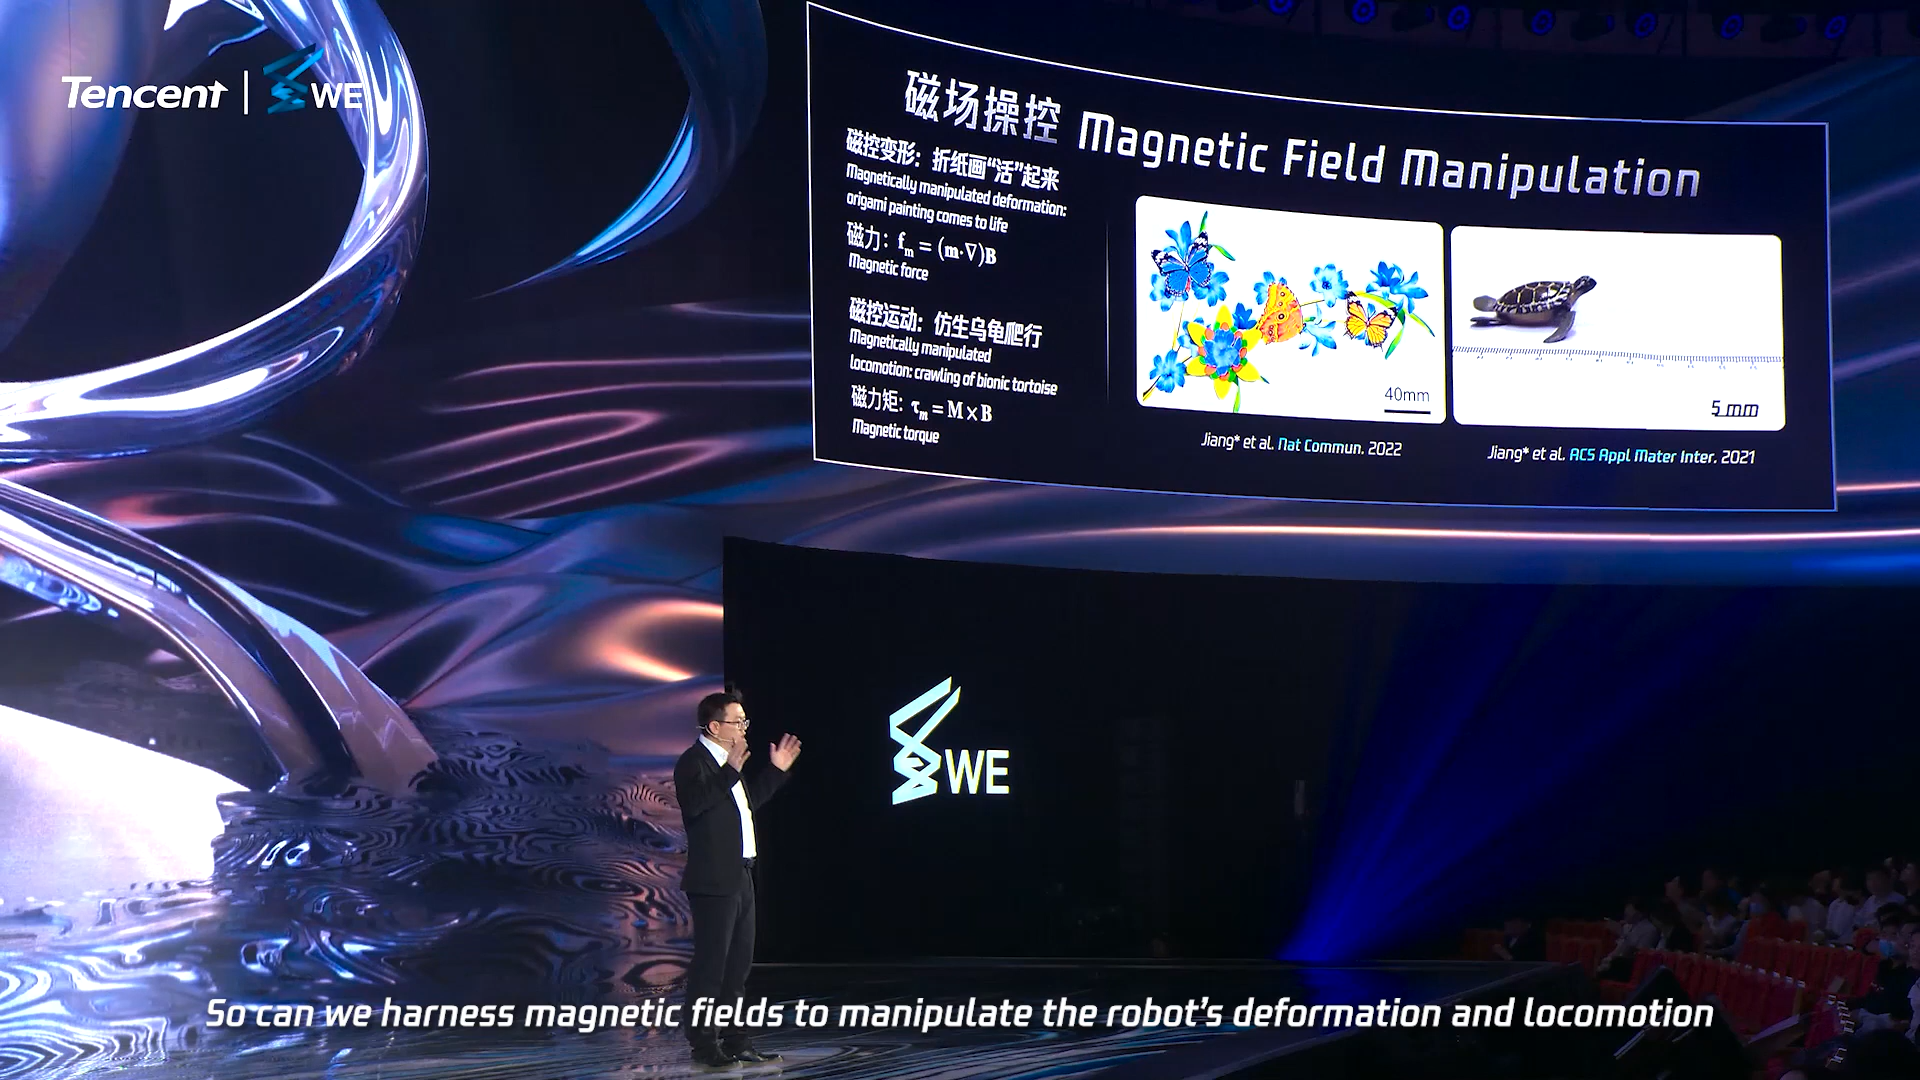 Tencent | WE
磁场操控 Magnetic Field Manipulation
磁控变形：折纸画“活”起来
Magnetically manipulated deformation:
origami painting comes to life
磁力：fm = (m·∇)B
Magnetic force
磁控运动：仿生乌龟爬行
Magnetically manipulated
locomotion: crawling of bionic tortoise
磁力矩: τm = M × B
Magnetic torque
40mm
5 mm
Jiang* et al. Nat Commun. 2022
Jiang* et al. ACS Appl Mater Inter. 2021
WE
So can we harness magnetic fields to manipulate the robot's deformation and locomotion